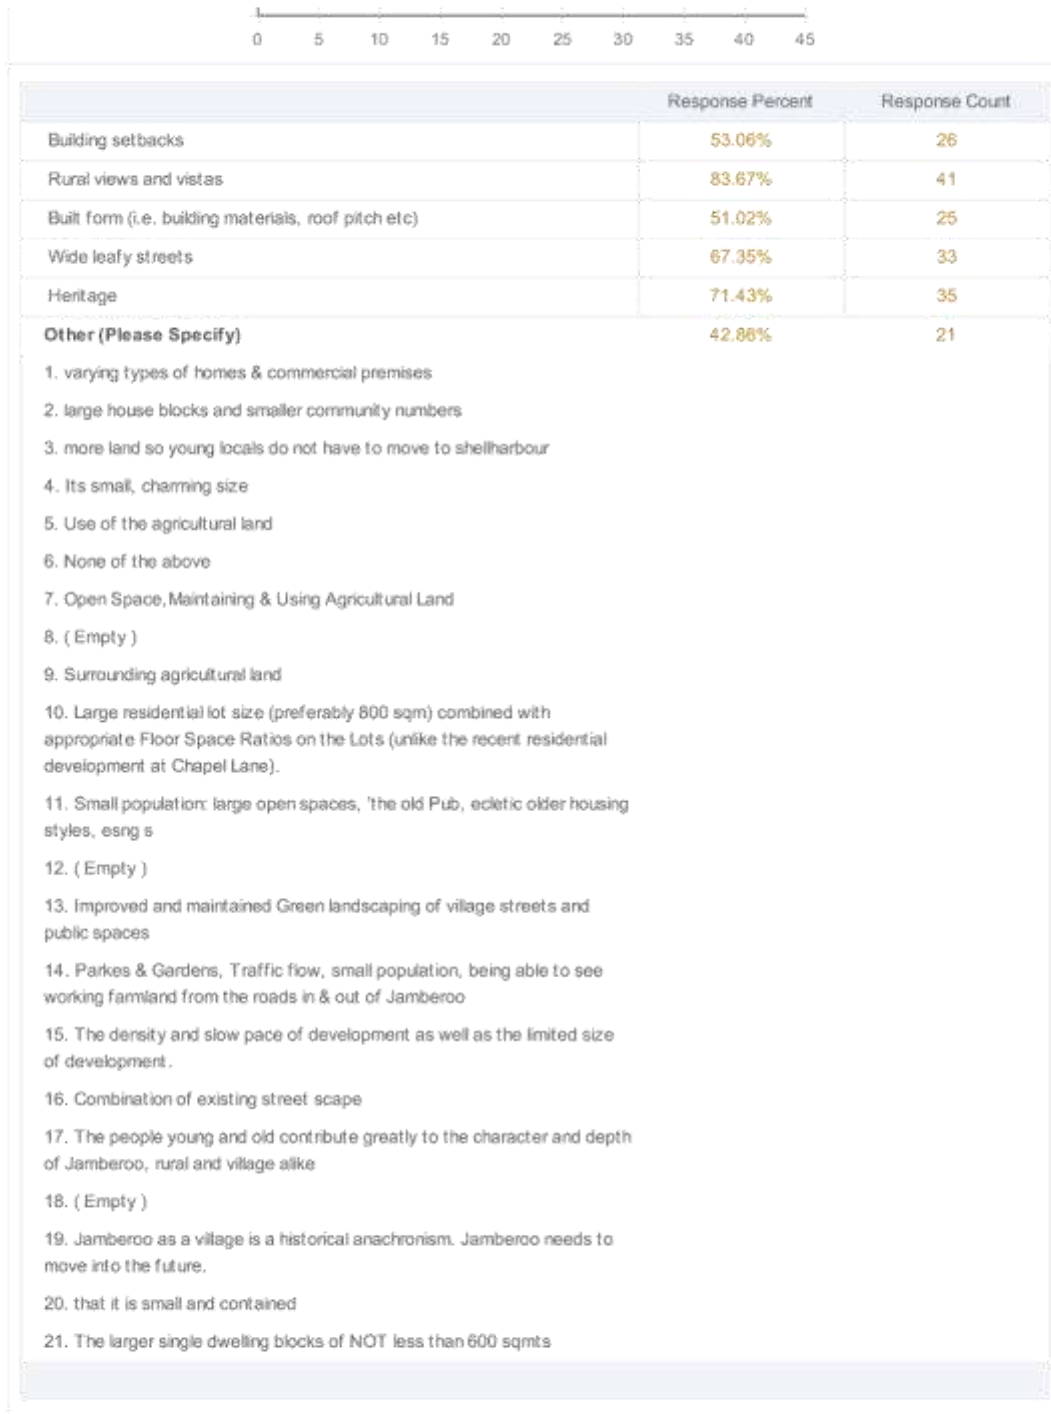 0 5 10 15 20 25 30 35 40 45
Response Percent Response Count
Building setbacks 53.06% 26
Rural views and vistas 83.67% 41
Built form (i.e. building materials, roof pitch etc) 51.02% 25
Wide leafy streets 67.35% 33
Heritage 71.43% 35
Other (Please Specify) 42.86% 21
1. varying types of homes & commercial premises
2. large house blocks and smaller community numbers
3. more land so young locals do not have to move to shellharbour
4. Its small, charming size
5. Use of the agricultural land
6. None of the above
7. Open Space,Maintaining & Using Agricultural Land
8. ( Empty )
9. Surrounding agricultural land
10. Large residential lot size (preferably 800 sqm) combined with
appropriate Floor Space Ratios on the Lots (unlike the recent residential
development at Chapel Lane).
11. Small population: large open spaces, 'the old Pub, ecletic older housing
styles, esng s
12. ( Empty )
13. Improved and maintained Green landscaping of village streets and
public spaces
14. Parkes & Gardens, Traffic flow, small population, being able to see
working farmland from the roads in & out of Jamberoo
15. The density and slow pace of development as well as the limited size
of development.
16. Combination of existing street scape
17. The people young and old contribute greatly to the character and depth
of Jamberoo, rural and village alike
18. ( Empty )
19. Jamberoo as a village is a historical anachronism. Jamberoo needs to
move into the future.
20. that it is small and contained
21. The larger single dwelling blocks of NOT less than 600 sqmts